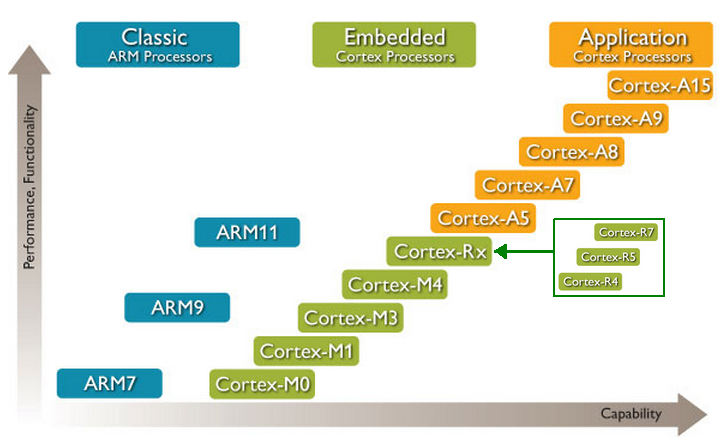 Classic
ARM Processors
Embedded
Cortex Processors
Application
Cortex Processors
Cortex-A15
Cortex-A9
Cortex-A8
Cortex-A7
Cortex-A5
ARM11
Cortex-R7
Cortex-Rx
Cortex-R5
Cortex-R4
Cortex-M4
ARM9
Cortex-M3
Cortex-M1
ARM7
Cortex-M0
Performance, Functionality
Capability